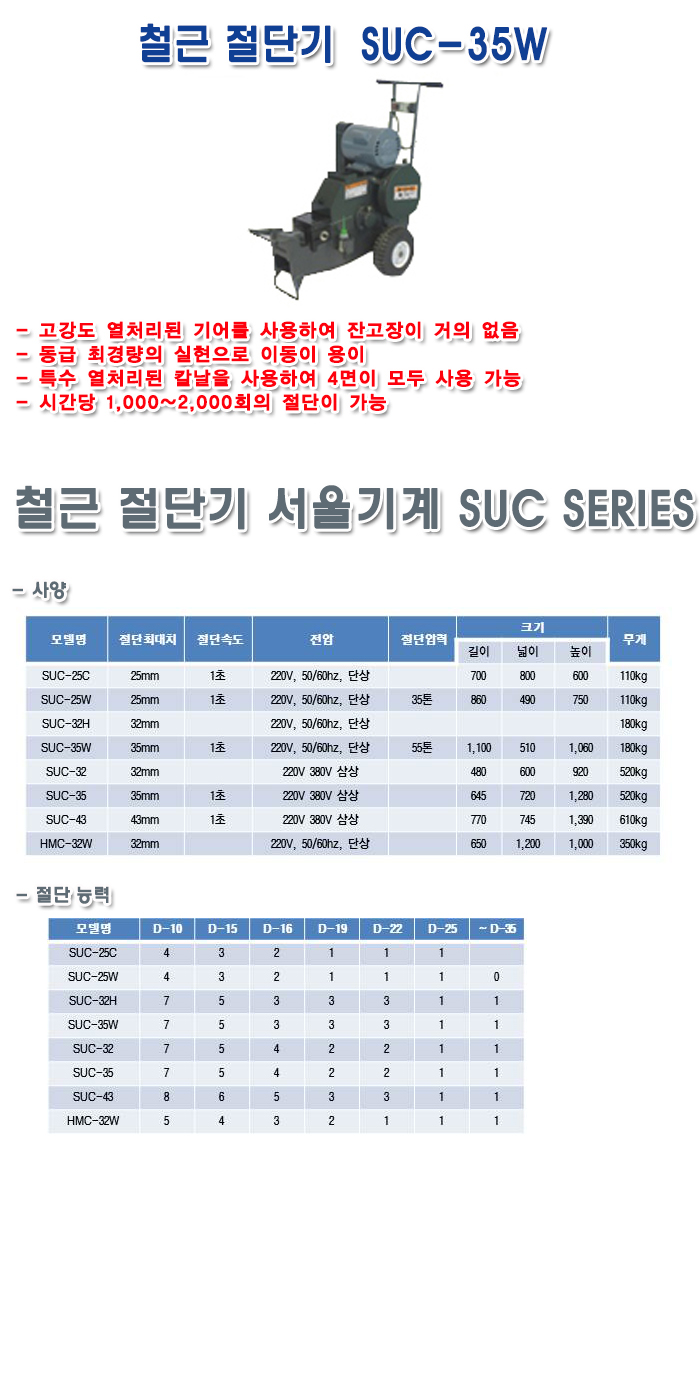 철근 절단기 SUC-35W
- 고강도 열처리된 기어를 사용하여 잔고장이 거의 없음
- 동급 최경량의 실현으로 이동이 용이
- 특수 열처리된 칼날을 사용하여 4면이 모두 사용 가능
- 시간당 1,000~2,000회의 절단이 가능
철근 절단기 서울기계 SUC SERIES
- 사양
모델명 절단최대치 절단속도 전압 절단압력 크기 무게
길이 넓이 높이
SUC-25C 25mm 1초 220V, 50/60hz, 단상 700 800 600 110kg
SUC-25W 25mm 1초 220V, 50/60hz, 단상 35톤 860 490 750 110kg
SUC-32H 32mm 220V, 50/60hz, 단상 180kg
SUC-35W 35mm 1초 220V, 50/60hz, 단상 55톤 1,100 510 1,060 180kg
SUC-32 32mm 220V 380V 삼상 480 600 920 520kg
SUC-35 35mm 1초 220V 380V 삼상 645 720 1,280 520kg
SUC-43 43mm 1초 220V 380V 삼상 770 745 1,390 610kg
HMC-32W 32mm 220V, 50/60hz, 단상 650 1,200 1,000 350kg
- 절단 능력
모델명 D-10 D-15 D-16 D-19 D-22 D-25 ~ D-35
SUC-25C 4 3 2 1 1 1
SUC-25W 4 3 2 1 1 1 0
SUC-32H 7 5 3 3 3 1 1
SUC-35W 7 5 3 3 3 1 1
SUC-32 7 5 4 2 2 1 1
SUC-35 7 5 4 2 2 1 1
SUC-43 8 6 5 3 3 1 1
HMC-32W 5 4 3 2 1 1 1